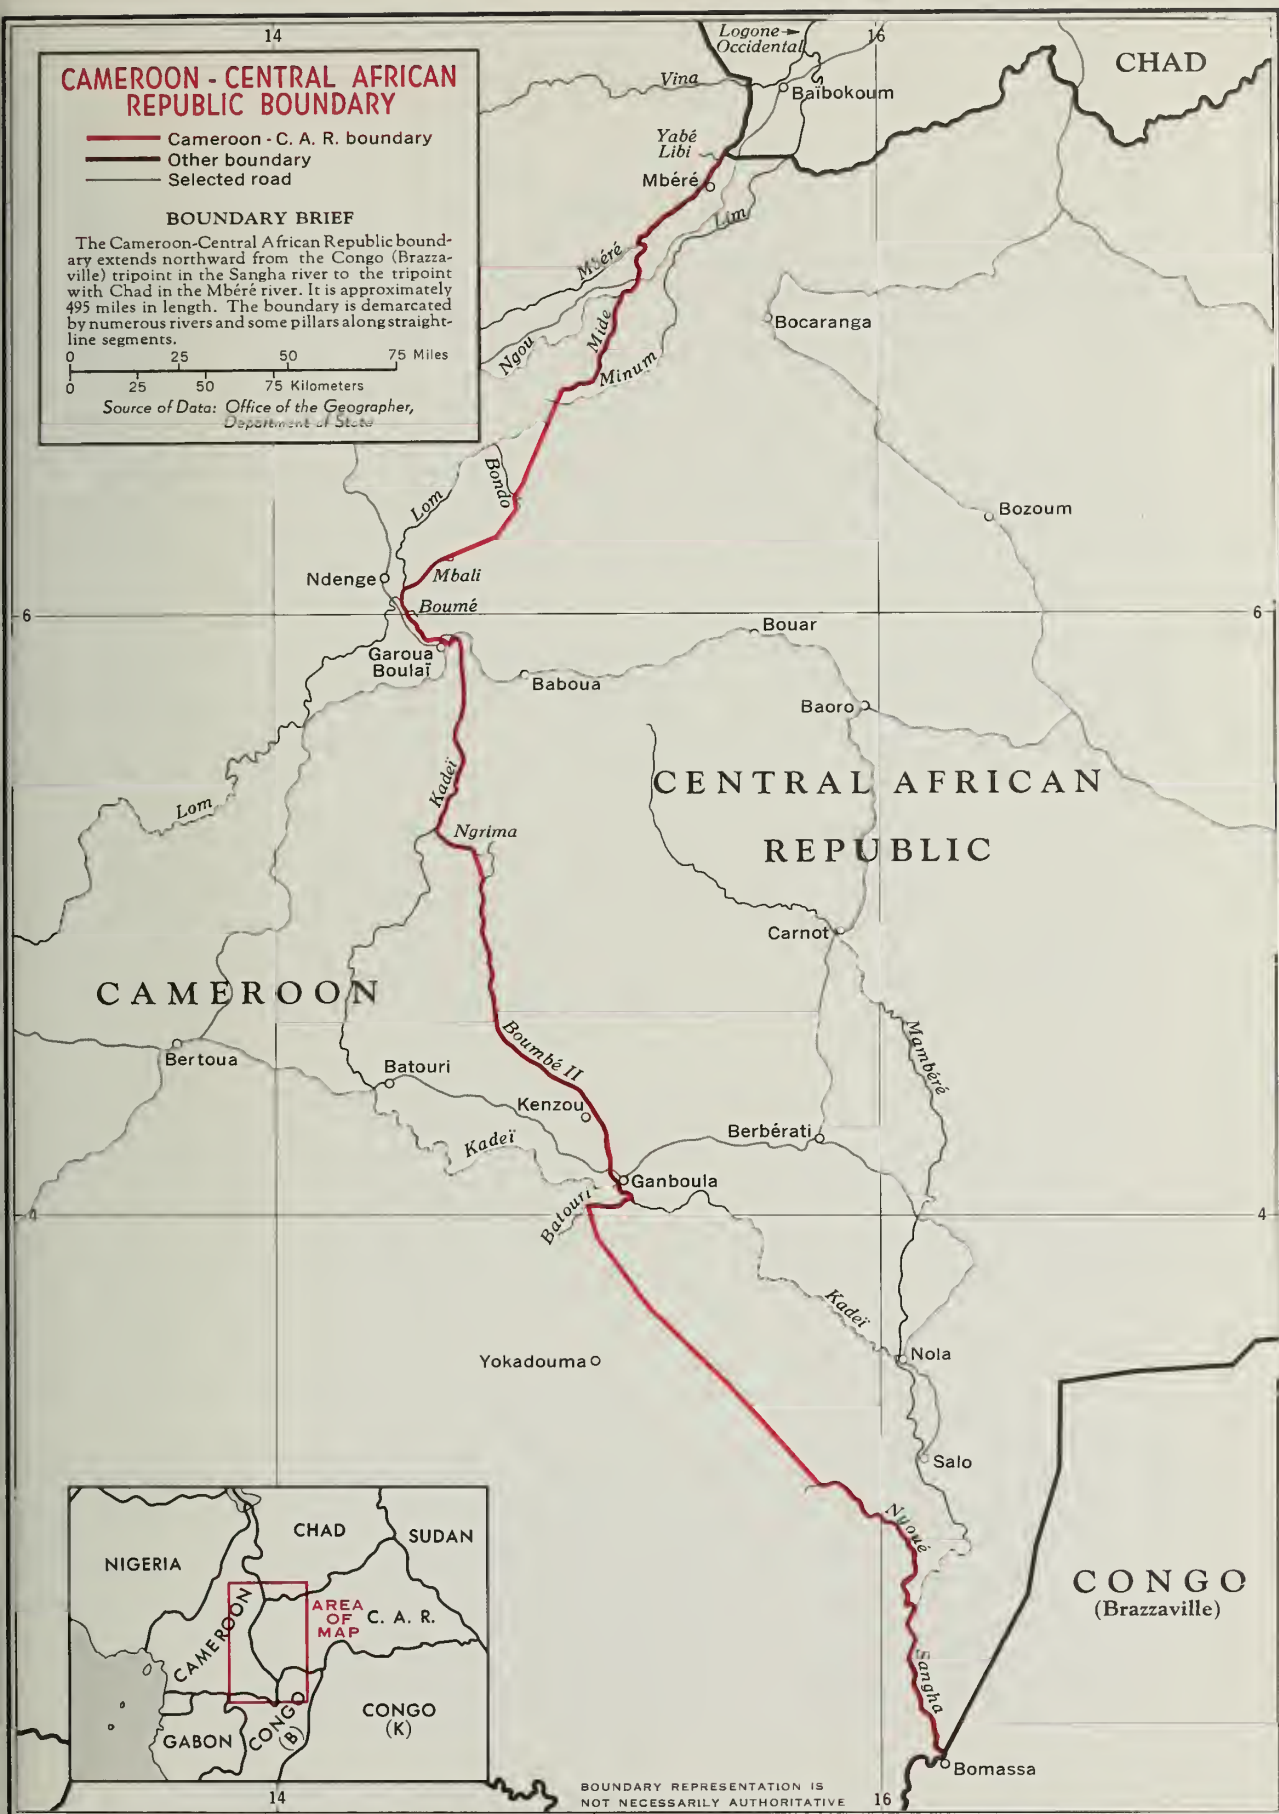 14
16
Logone
Occidental
CHAD
CAMEROON - CENTRAL AFRICAN
REPUBLIC BOUNDARY
Cameroon - C. A. R. boundary
Other boundary
Selected road
BOUNDARY BRIEF
The Cameroon-Central African Republic bound-
ary extends northward from the Congo (Brazza-
ville) tripoint in the Sangha river to the tripoint
with Chad in the Mbéré river. It is approximately
495 miles in length. The boundary is demarcated
by numerous rivers and some pillars along straight-
line segments.
0 25 50 75 Miles
0 25 50 75 Kilometers
Source of Data: Office of the Geographer,
Department of State
Vina
Baïbokoum
Yabé
Libi
Mbéré
Lim
Mbéré
Mide
Ngou
Minum
Bocaranga
Bondo
Lom
Bozoum
Ndenge
Mbali
Boumé
6
6
Bouar
Garoua
Boulaï
Baboua
Baoro
Kadeï
Lom
Ngrima
CENTRAL AFRICAN
REPUBLIC
Carnot
CAMEROON
Mambéré
Boumbé II
Bertoua
Batouri
Kenzou
Berbérati
Kadeï
Ganboula
Batouri
4
4
Kadeï
Yokadouma
Nola
Salo
Nyoué
CONGO
(Brazzaville)
Sangha
Bomassa
NIGERIA
CHAD
SUDAN
CAMEROON
AREA
OF
MAP
C. A. R.
GABON
CONGO
(B)
CONGO
(K)
14
BOUNDARY REPRESENTATION IS
NOT NECESSARILY AUTHORITATIVE
16